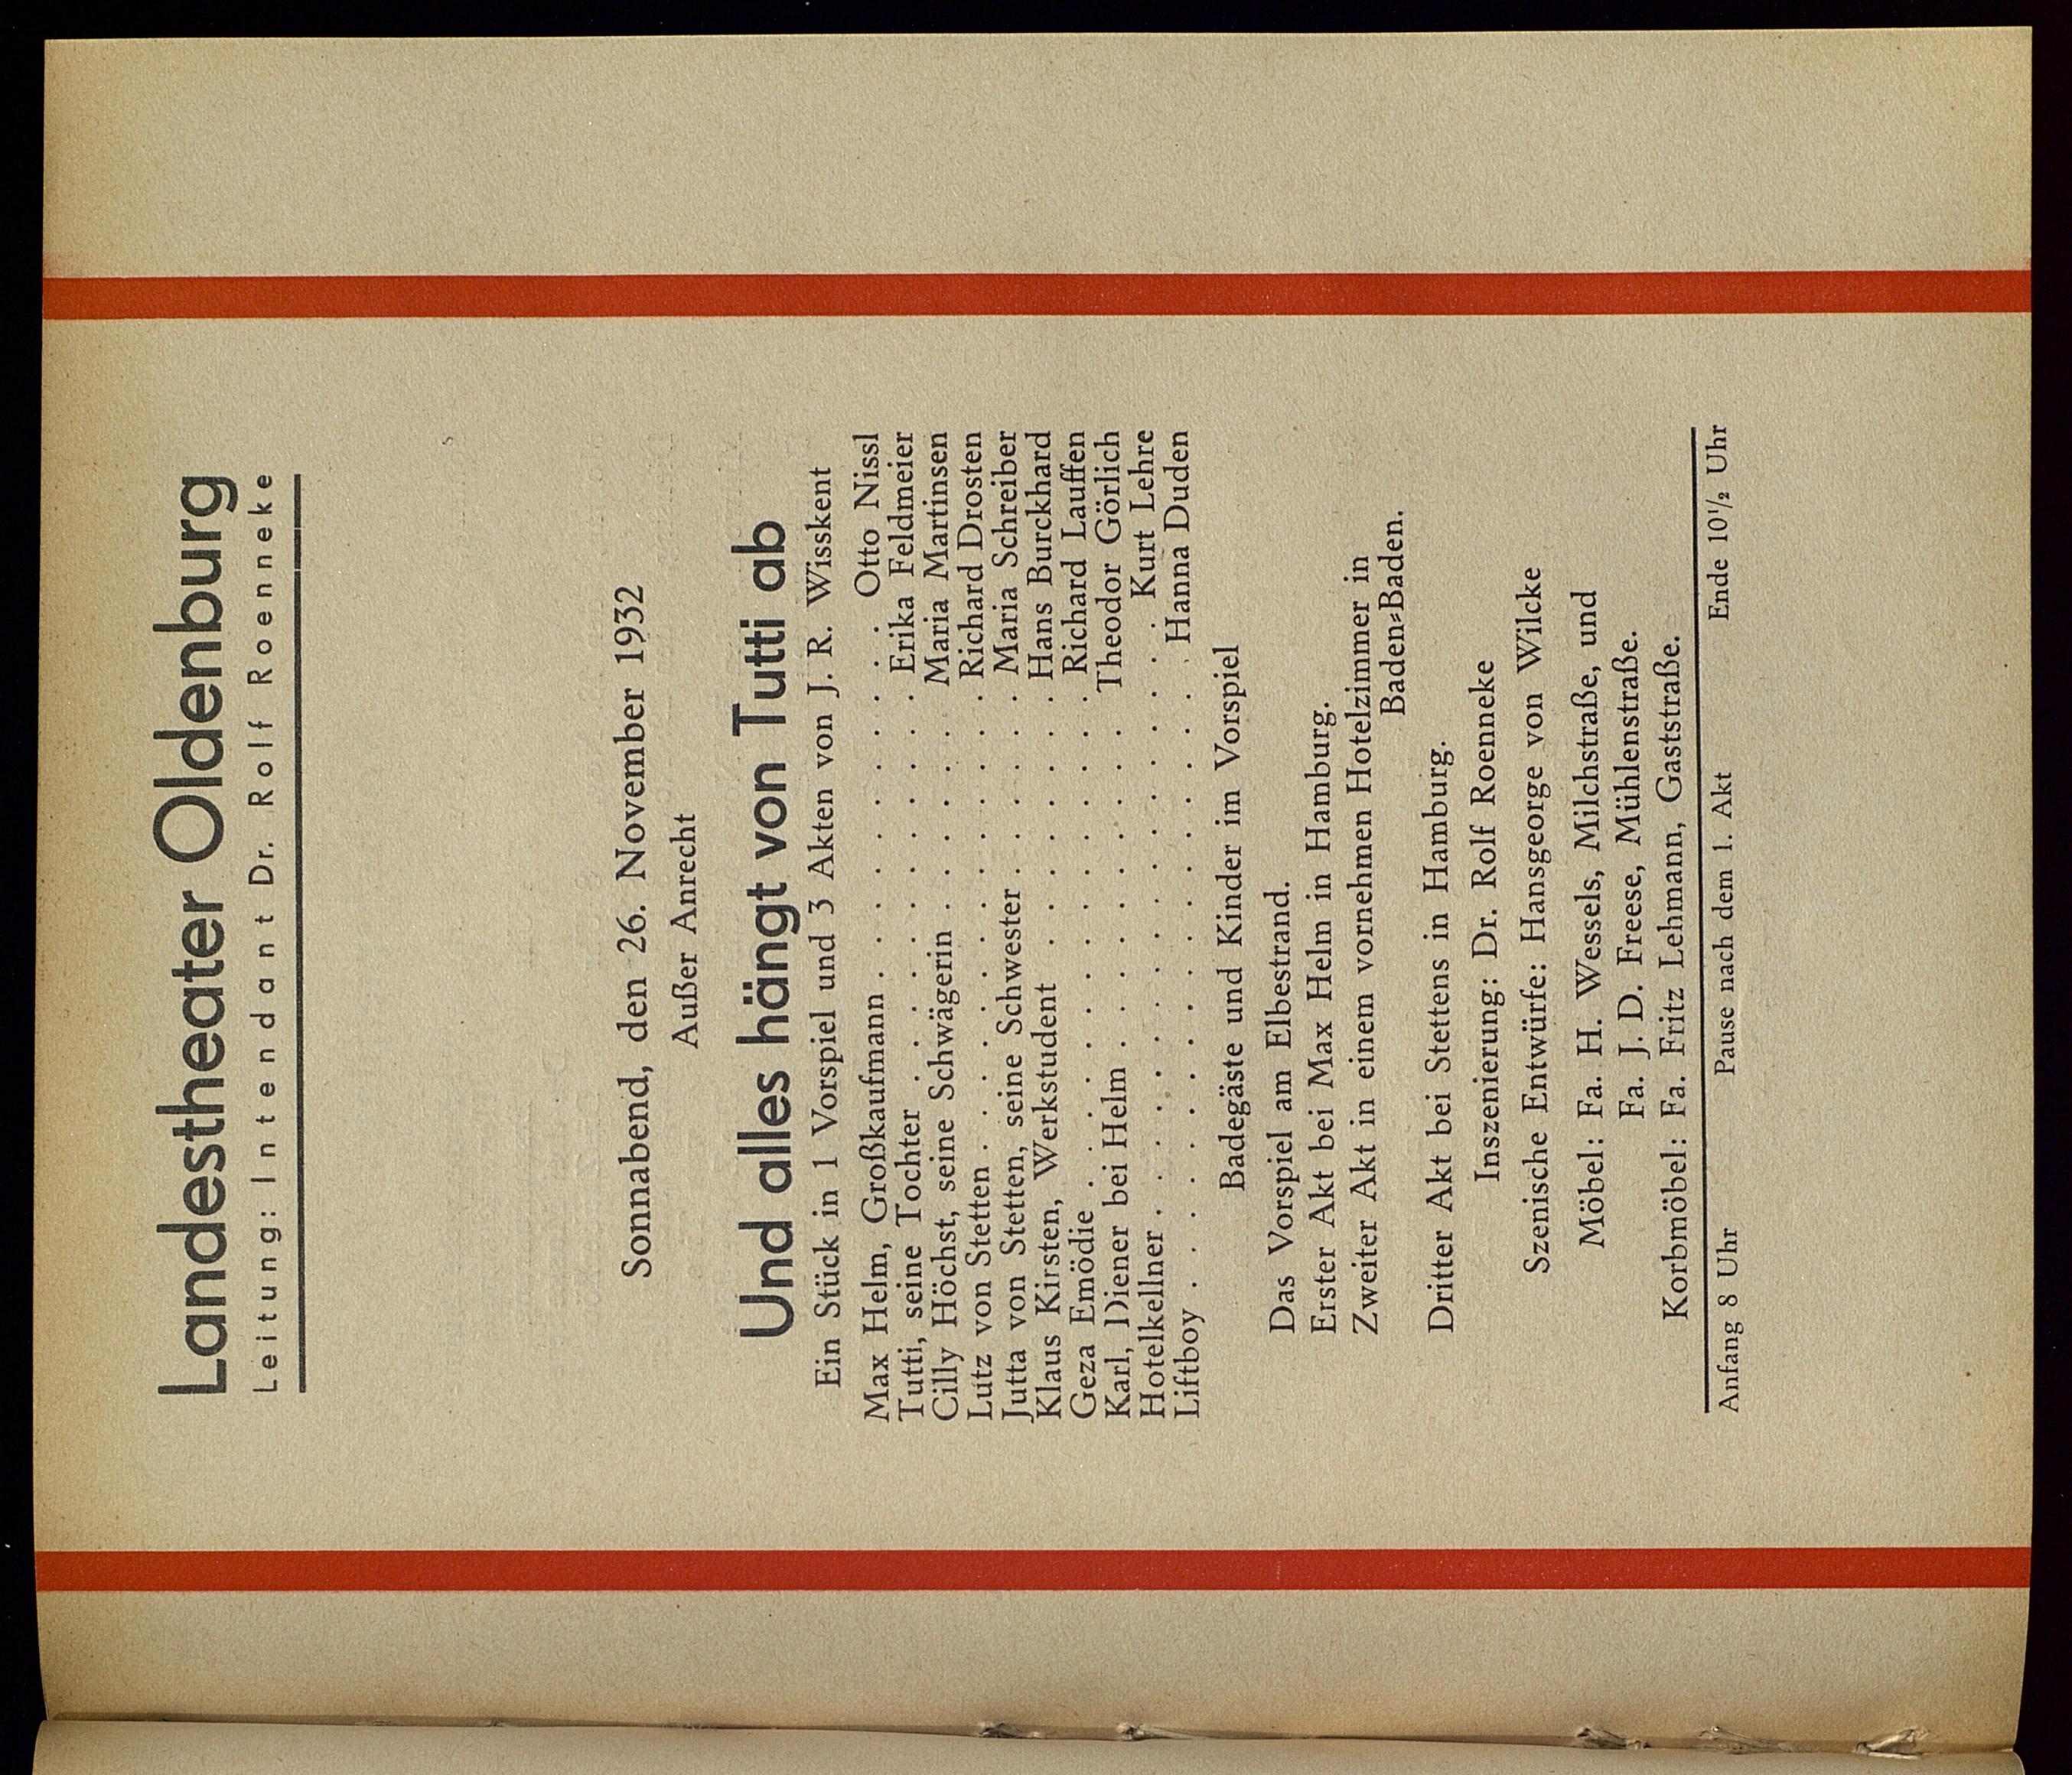 Landestheater Oldenburg
Leitung: Intendant Dr. Rolf Roenneke
Sonnabend, den 26. November 1932
Außer Anrecht
Und alles hängt von Tutti ab
Ein Stück in 1 Vorspiel und 3 Akten von J. R. Wisskent
Max Helm, Großkaufmann . . . . . . . . . . . Otto Nissl
Tutti, seine Tochter . . . . . . . . . . . . Erika Feldmeier
Cilly Höchst, seine Schwägerin . . . . . . . Maria Martinsen
Lutz von Stetten . . . . . . . . . . . . . . Richard Drosten
Jutta von Stetten, seine Schwester . . . . . . Maria Schreiber
Klaus Kirsten, Werkstudent . . . . . . . . . Hans Burckhard
Geza Emödie . . . . . . . . . . . . . . . Richard Lauffen
Karl, Diener bei Helm . . . . . . . . . . . Theodor Görlich
Hotelkellner . . . . . . . . . . . . . . . . . Kurt Lehre
Liftboy . . . . . . . . . . . . . . . . . . Hanna Duden
Badegäste und Kinder im Vorspiel
Das Vorspiel am Elbestrand.
Erster Akt bei Max Helm in Hamburg.
Zweiter Akt in einem vornehmen Hotelzimmer in
Baden-Baden.
Dritter Akt bei Stettens in Hamburg.
Inszenierung: Dr. Rolf Roenneke
Szenische Entwürfe: Hansgeorge von Wilcke
Möbel: Fa. H. Wessels, Milchstraße, und
Fa. J. D. Freese, Mühlenstraße.
Korbmöbel: Fa. Fritz Lehmann, Gaststraße.
Anfang 8 Uhr Pause nach dem 1. Akt Ende 10½ Uhr